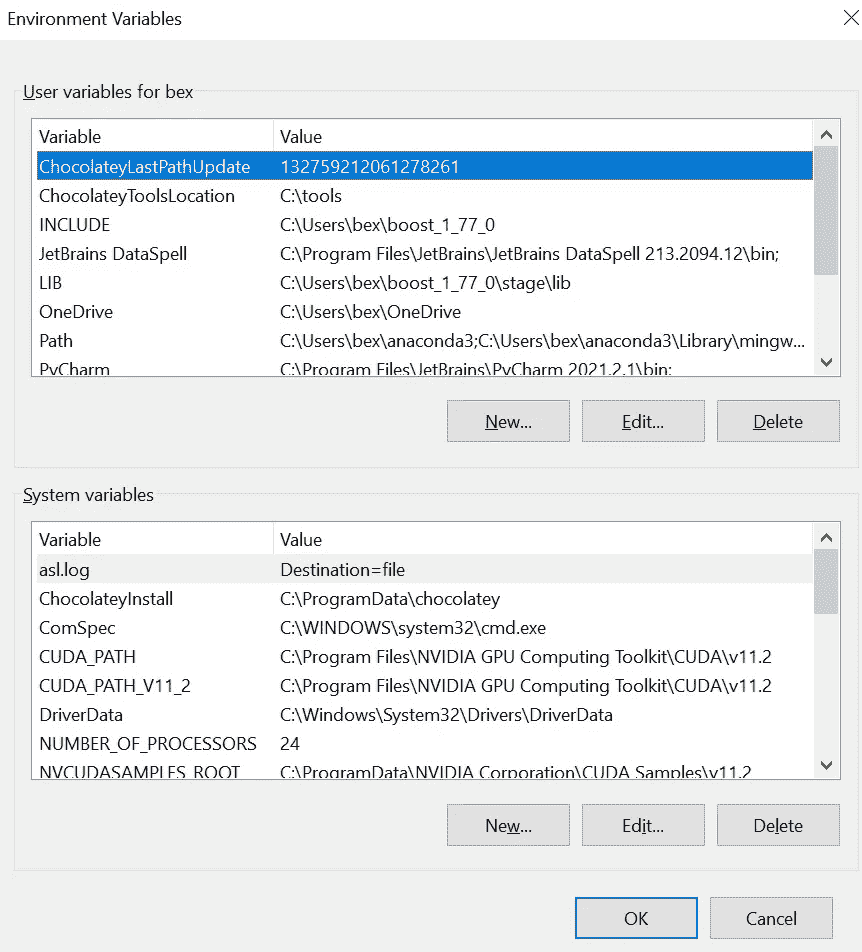 Environment Variables
User variables for bex
Variable Value
ChocolateyLastPathUpdate 132759212061278261
ChocolateyToolsLocation C:\tools
INCLUDE C:\Users\bex\boost_1_77_0
JetBrains DataSpell C:\Program Files\JetBrains\JetBrains DataSpell 213.2094.12\bin;
LIB C:\Users\bex\boost_1_77_0\stage\lib
OneDrive C:\Users\bex\OneDrive
Path C:\Users\bex\anaconda3;C:\Users\bex\anaconda3\Library\mingw...
PyCharm C:\Program Files\JetBrains\PyCharm 2021.2.1\bin;
New... Edit... Delete
System variables
Variable Value
asl.log Destination=file
ChocolateyInstall C:\ProgramData\chocolatey
ComSpec C:\WINDOWS\system32\cmd.exe
CUDA_PATH C:\Program Files\NVIDIA GPU Computing Toolkit\CUDA\v11.2
CUDA_PATH_V11_2 C:\Program Files\NVIDIA GPU Computing Toolkit\CUDA\v11.2
DriverData C:\Windows\System32\Drivers\DriverData
NUMBER_OF_PROCESSORS 24
NVCUDASAMPLES_ROOT C:\ProgramData\NVIDIA Corporation\CUDA Samples\v11.2
New... Edit... Delete
OK Cancel